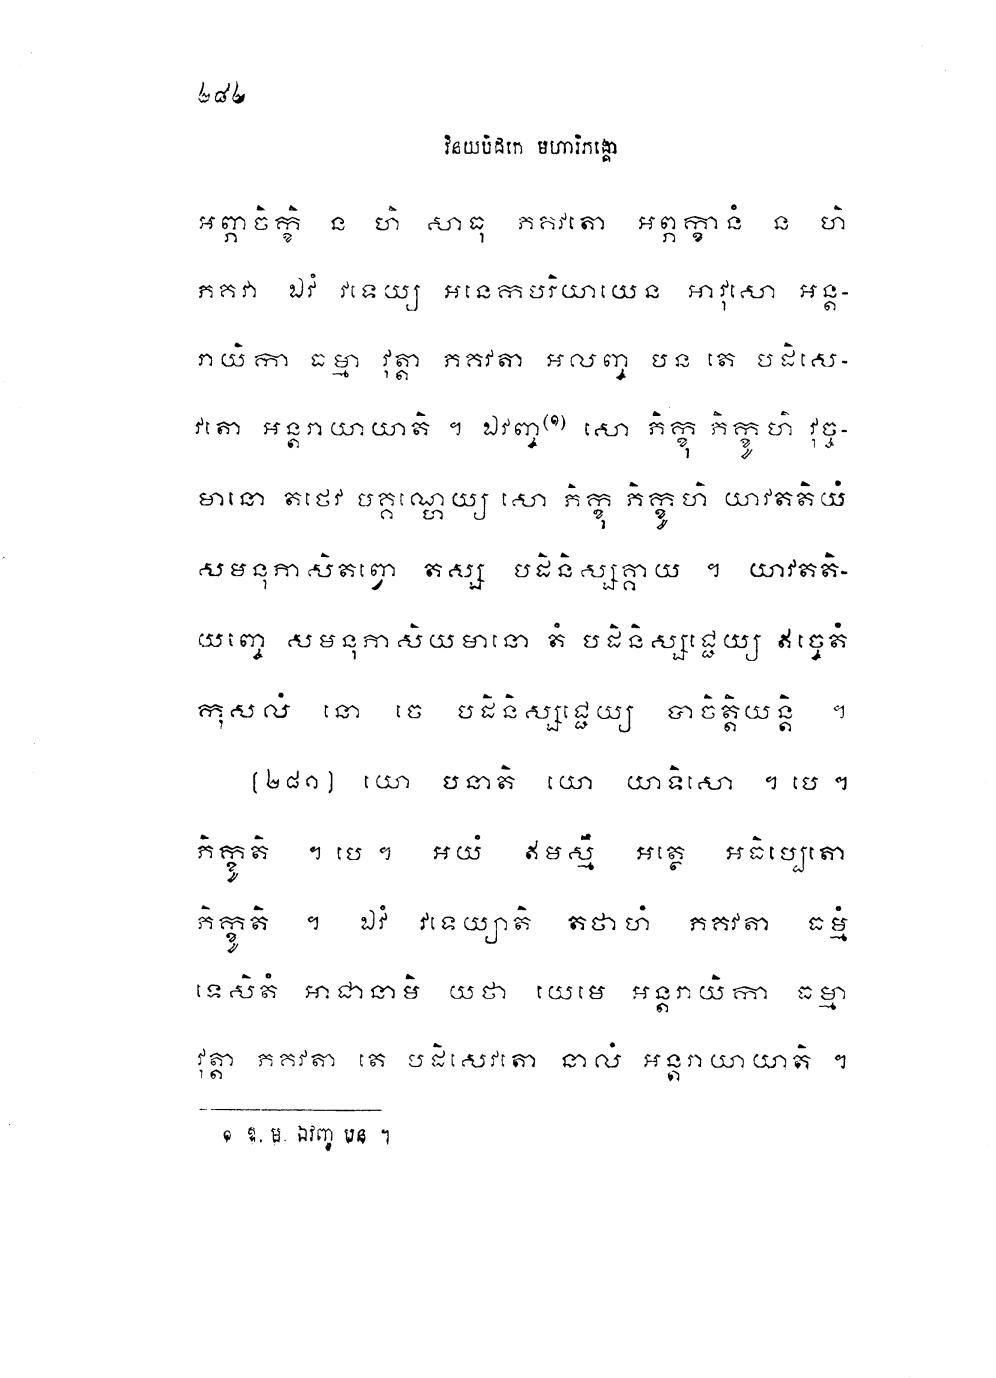 ២៨៤
វិនយបិដកេ មហាវិភង្គោ
អព្ភាចិក្ខិ ន ហិ សាធុ ភគវតោ អព្ភក្ខានំ ន ហិ
ភគវា ឯវំ វទេយ្យ អនេកបរិយាយេន អាវុសោ អន្ត-
រាយិកា ធម្មា វុត្តា ភគវតា អលញ្ច បន តេ បដិសេ-
វតោ អន្តរាយាយាតិ ។ ឯវញ្ច(១) សោ ភិក្ខុ ភិក្ខូហិ វុច្ច-
មានោ តថេវ បគ្គណ្ហេយ្យ សោ ភិក្ខុ ភិក្ខូហិ យាវតតិយំ
សមនុភាសិតព្វោ តស្ស បដិនិស្សគ្គាយ ។ យាវតតិ-
យញ្ចេ សមនុភាសិយមានោ តំ បដិនិស្សជ្ជេយ្យ ឥច្ចេតំ
កុសលំ នោ ចេ បដិនិស្សជ្ជេយ្យ បាចិត្តិយន្តិ ។
[២៨១] យោ បនាតិ យោ យាទិសោ ។ បេ ។
ភិក្ខូតិ ។ បេ ។ អយំ ឥមស្មឹ អត្ថេ អធិប្បេតោ
ភិក្ខូតិ ។ ឯវំ វទេយ្យាតិ តថាហំ ភគវតា ធម្មំ
ទេសិតំ អាជានាមិ យថា យេមេ អន្តរាយិកា ធម្មា
វុត្តា ភគវតា តេ បដិសេវតោ នាលំ អន្តរាយាយាតិ ។
១ ឱ. ម. ឯវញ្ច បន ។